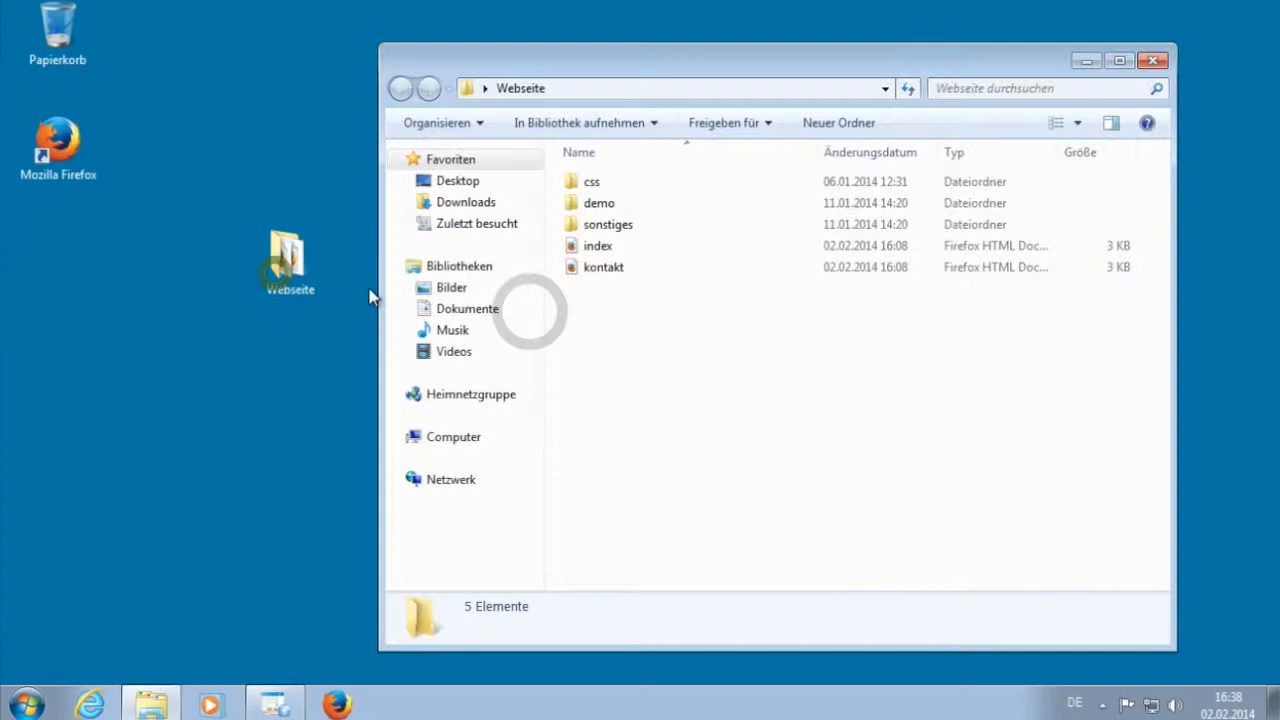 Papierkorb
Mozilla Firefox
Webseite
Webseite
Webseite durchsuchen
Organisieren
In Bibliothek aufnehmen
Freigeben für
Neuer Ordner
Name Änderungsdatum Typ Größe
Favoriten
Desktop
Downloads
Zuletzt besucht
Bibliotheken
Bilder
Dokumente
Musik
Videos
Heimnetzgruppe
Computer
Netzwerk
css 06.01.2014 12:31 Dateiordner
demo 11.01.2014 14:20 Dateiordner
sonstiges 11.01.2014 14:20 Dateiordner
index 02.02.2014 16:08 Firefox HTML Doc... 3 KB
kontakt 02.02.2014 16:08 Firefox HTML Doc... 3 KB
5 Elemente
DE
16:38
02.02.2014